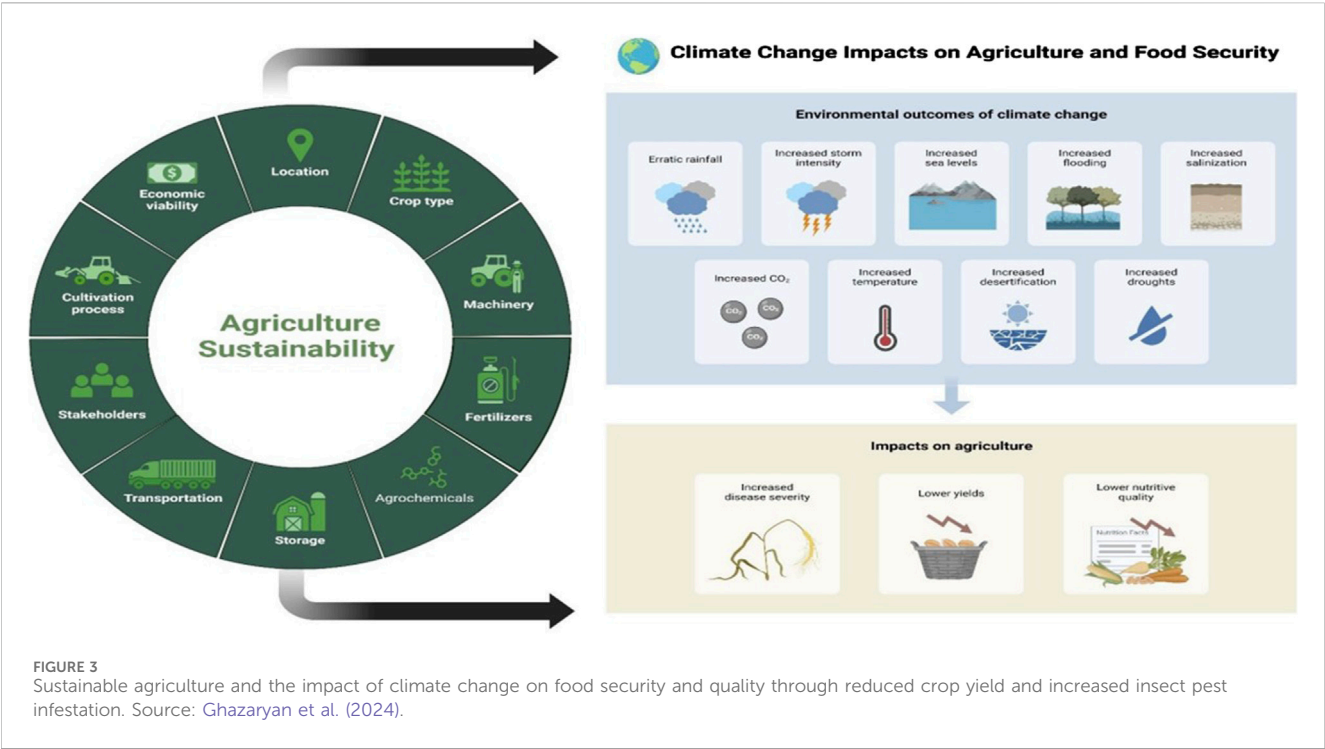 Climate Change Impacts on Agriculture and Food Security
Location
Crop type
Machinery
Fertilizers
Agrochemicals
Storage
Transportation
Stakeholders
Cultivation
process
Economic
viability
Agriculture
Sustainability
Environmental outcomes of climate change
Erratic rainfall
Increased storm
intensity
Increased
sea levels
Increased
flooding
Increased
salinization
Increased CO₂
CO₂
CO₂
CO₂
Increased
temperature
Increased
desertification
Increased
droughts
Impacts on agriculture
Increased
disease severity
Lower yields
Lower nutritive
quality
Nutrition Facts
FIGURE 3
Sustainable agriculture and the impact of climate change on food security and quality through reduced crop yield and increased insect pest
infestation. Source: Ghazaryan et al. (2024).